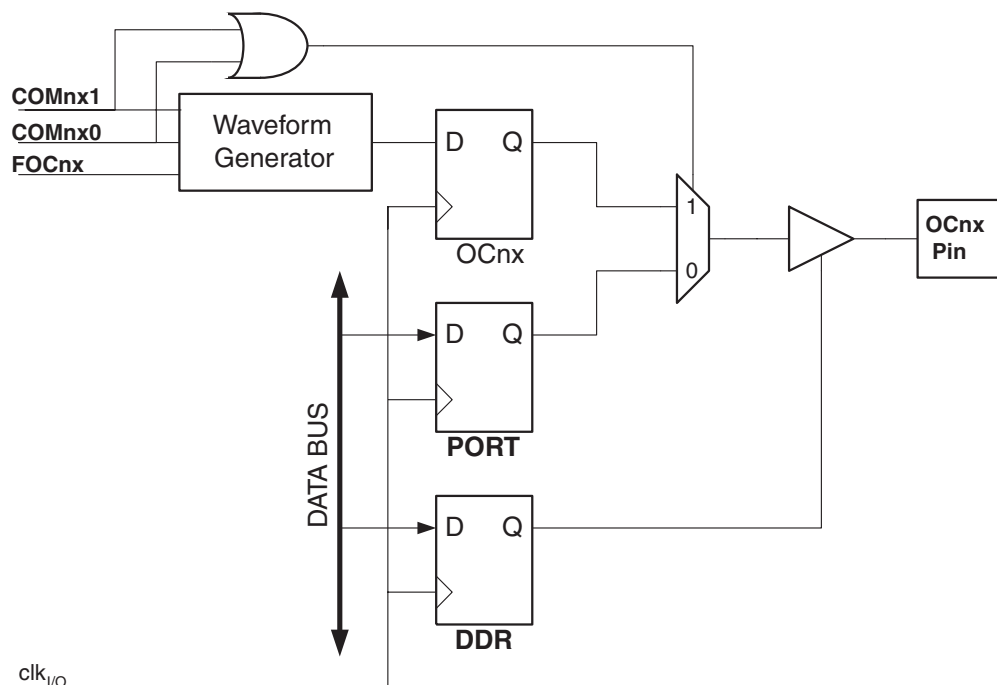 COMnx1
COMnx0
FOCnx
Waveform
Generator
D Q
OCnx
1
0
OCnx
Pin
D Q
PORT
DATA BUS
D Q
DDR
clkI/O